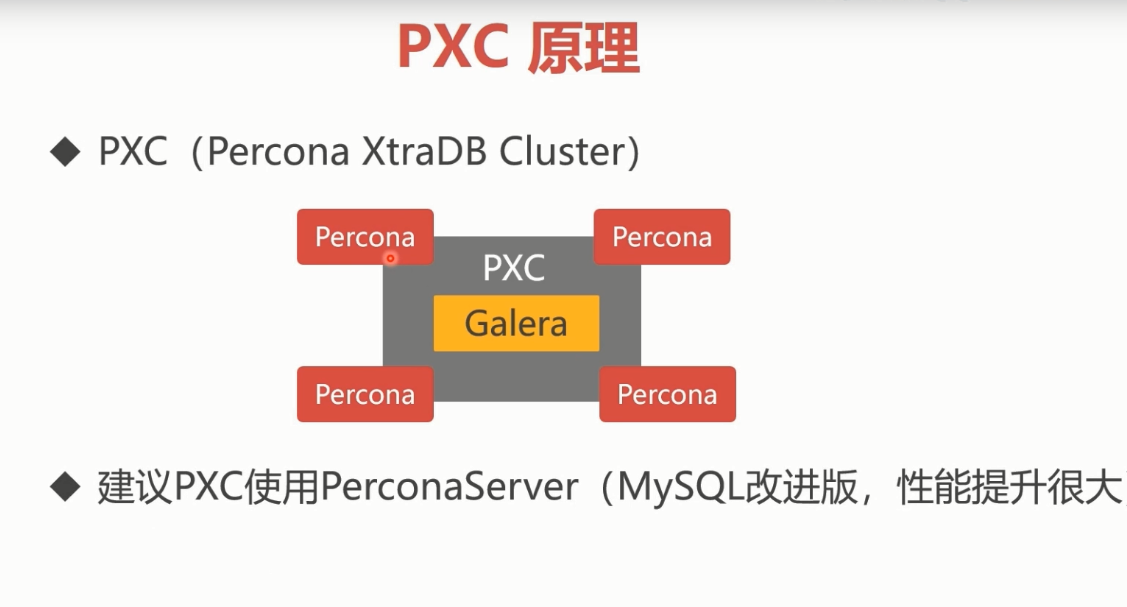 PXC 原理
◆ PXC（Percona XtraDB Cluster）
Percona
Percona
PXC
Galera
Percona
Percona
◆ 建议PXC使用PerconaServer（MySQL改进版，性能提升很大）